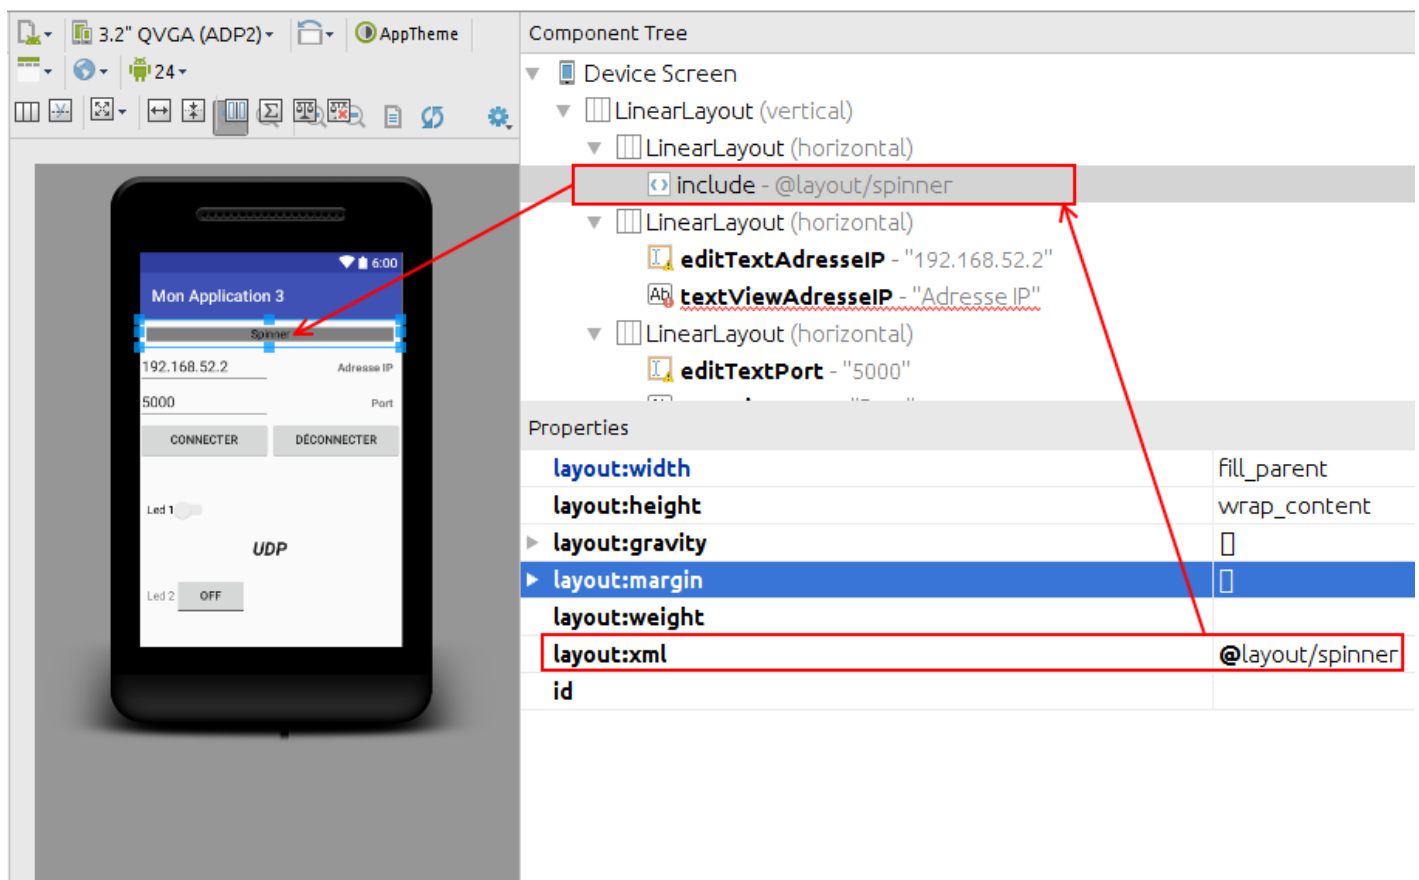 3.2" QVGA (ADP2)
AppTheme
24
6:00
Mon Application 3
Spinner
192.168.52.2
Adresse IP
5000
Port
CONNECTER
DÉCONNECTER
Led 1
UDP
Led 2
OFF
Component Tree
Device Screen
LinearLayout (vertical)
LinearLayout (horizontal)
include - @layout/spinner
LinearLayout (horizontal)
editTextAdresseIP - "192.168.52.2"
Ab textViewAdresseIP - "Adresse IP"
LinearLayout (horizontal)
editTextPort - "5000"
Properties
layout:width fill_parent
layout:height wrap_content
layout:gravity []
layout:margin []
layout:weight
layout:xml @layout/spinner
id